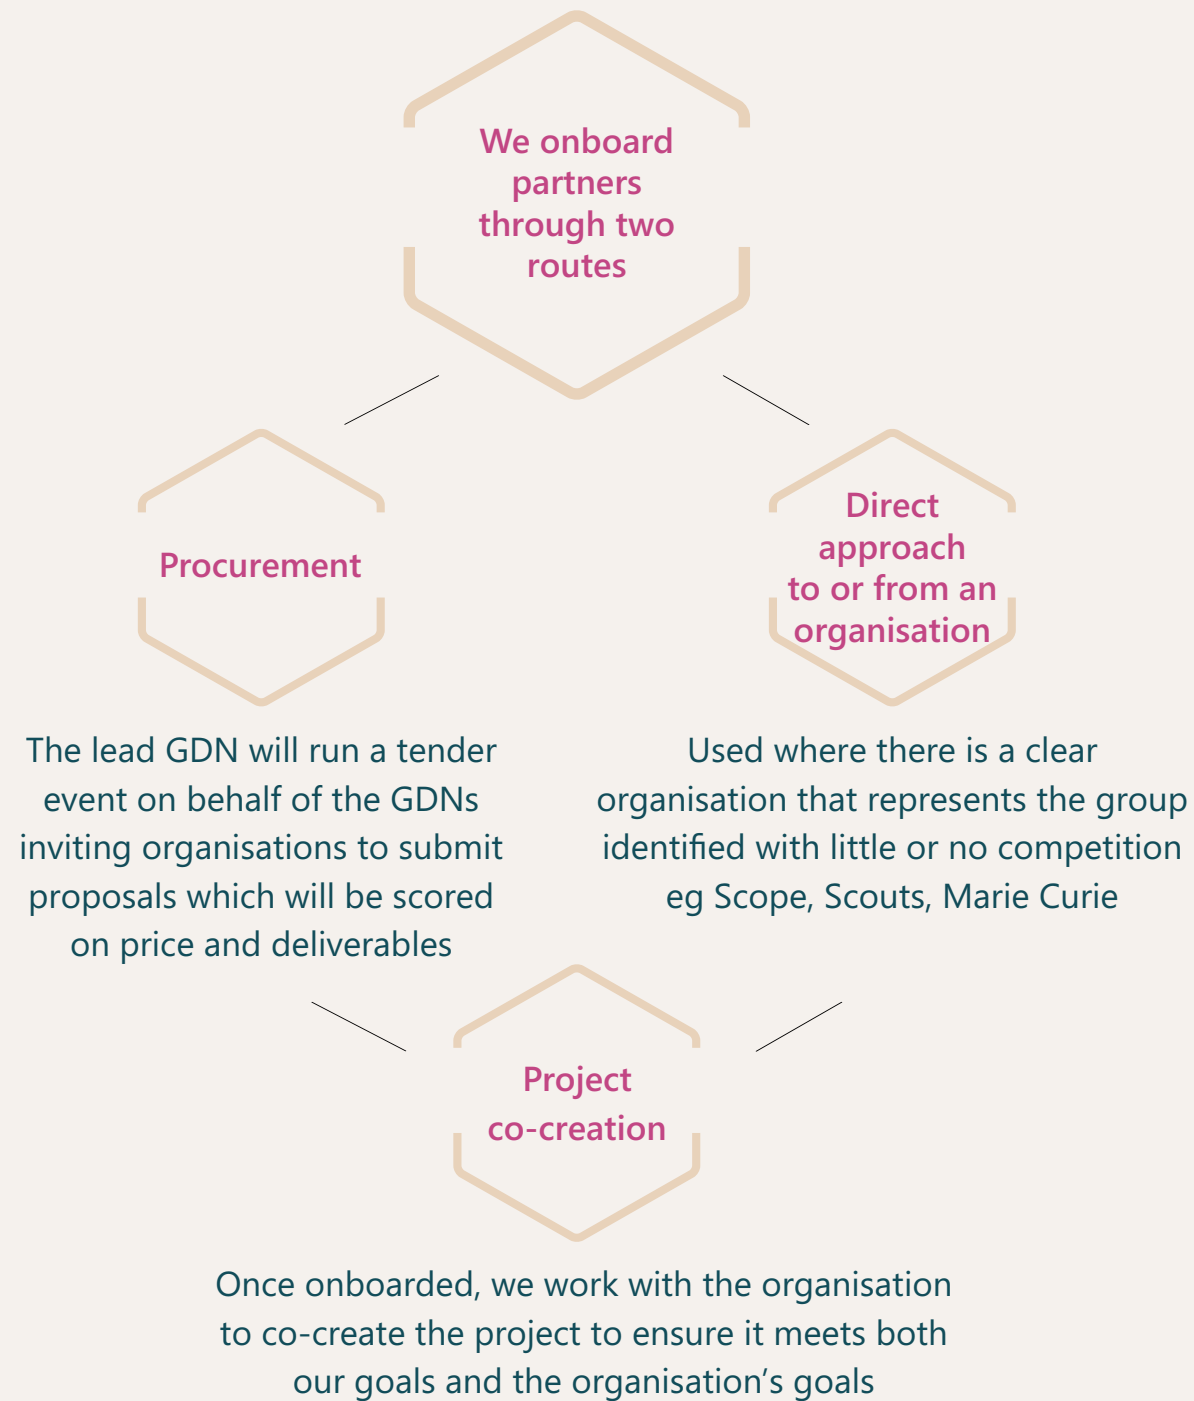 We onboard
partners
through two
routes
Procurement
The lead GDN will run a tender
event on behalf of the GDNs
inviting organisations to submit
proposals which will be scored
on price and deliverables
Direct
approach
to or from an
organisation
Used where there is a clear
organisation that represents the group
identified with little or no competition
eg Scope, Scouts, Marie Curie
Project
co-creation
Once onboarded, we work with the organisation
to co-create the project to ensure it meets both
our goals and the organisation’s goals